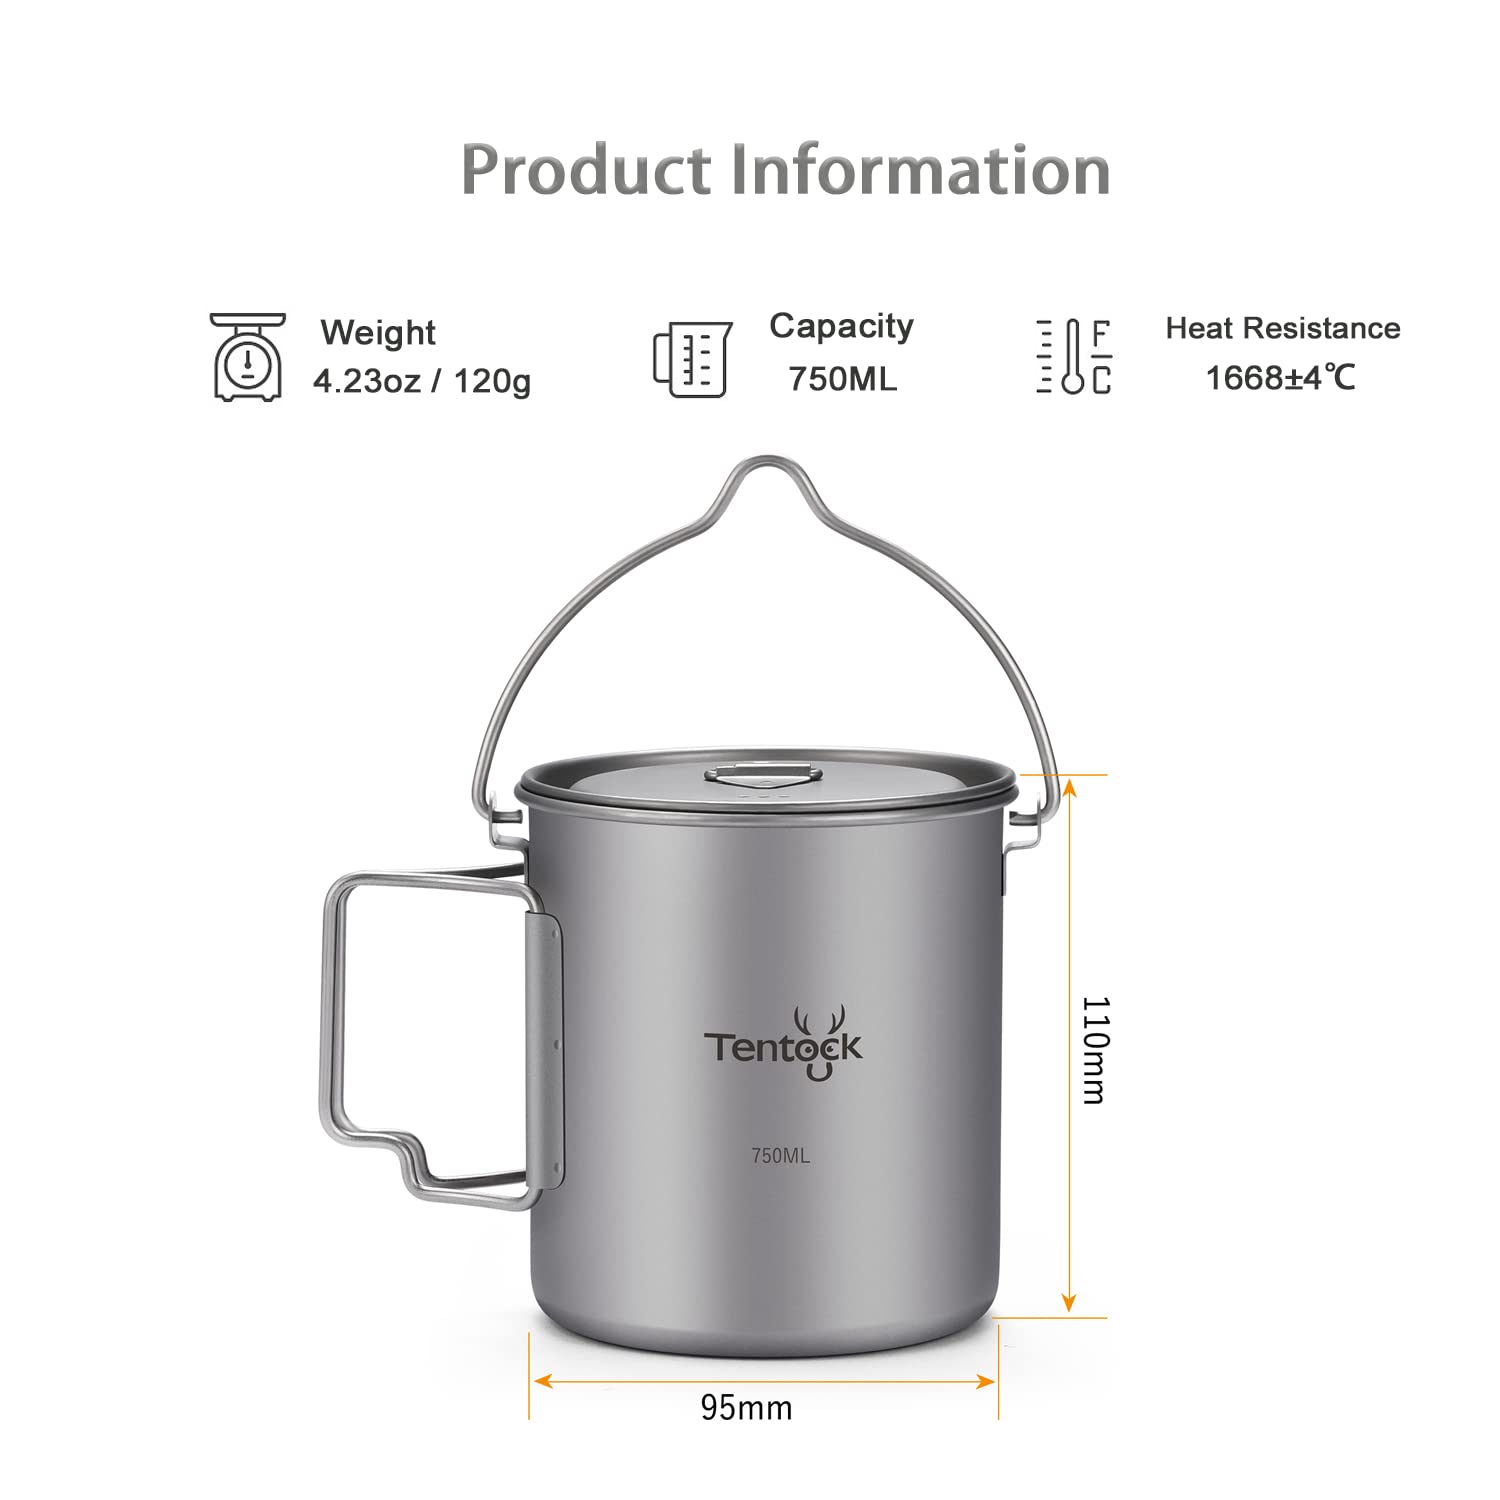 Product Information
Weight
4.23oz / 120g
Capacity
750ML
F
C
Heat Resistance
1668±4℃
110mm
Tentock
750ML
95mm